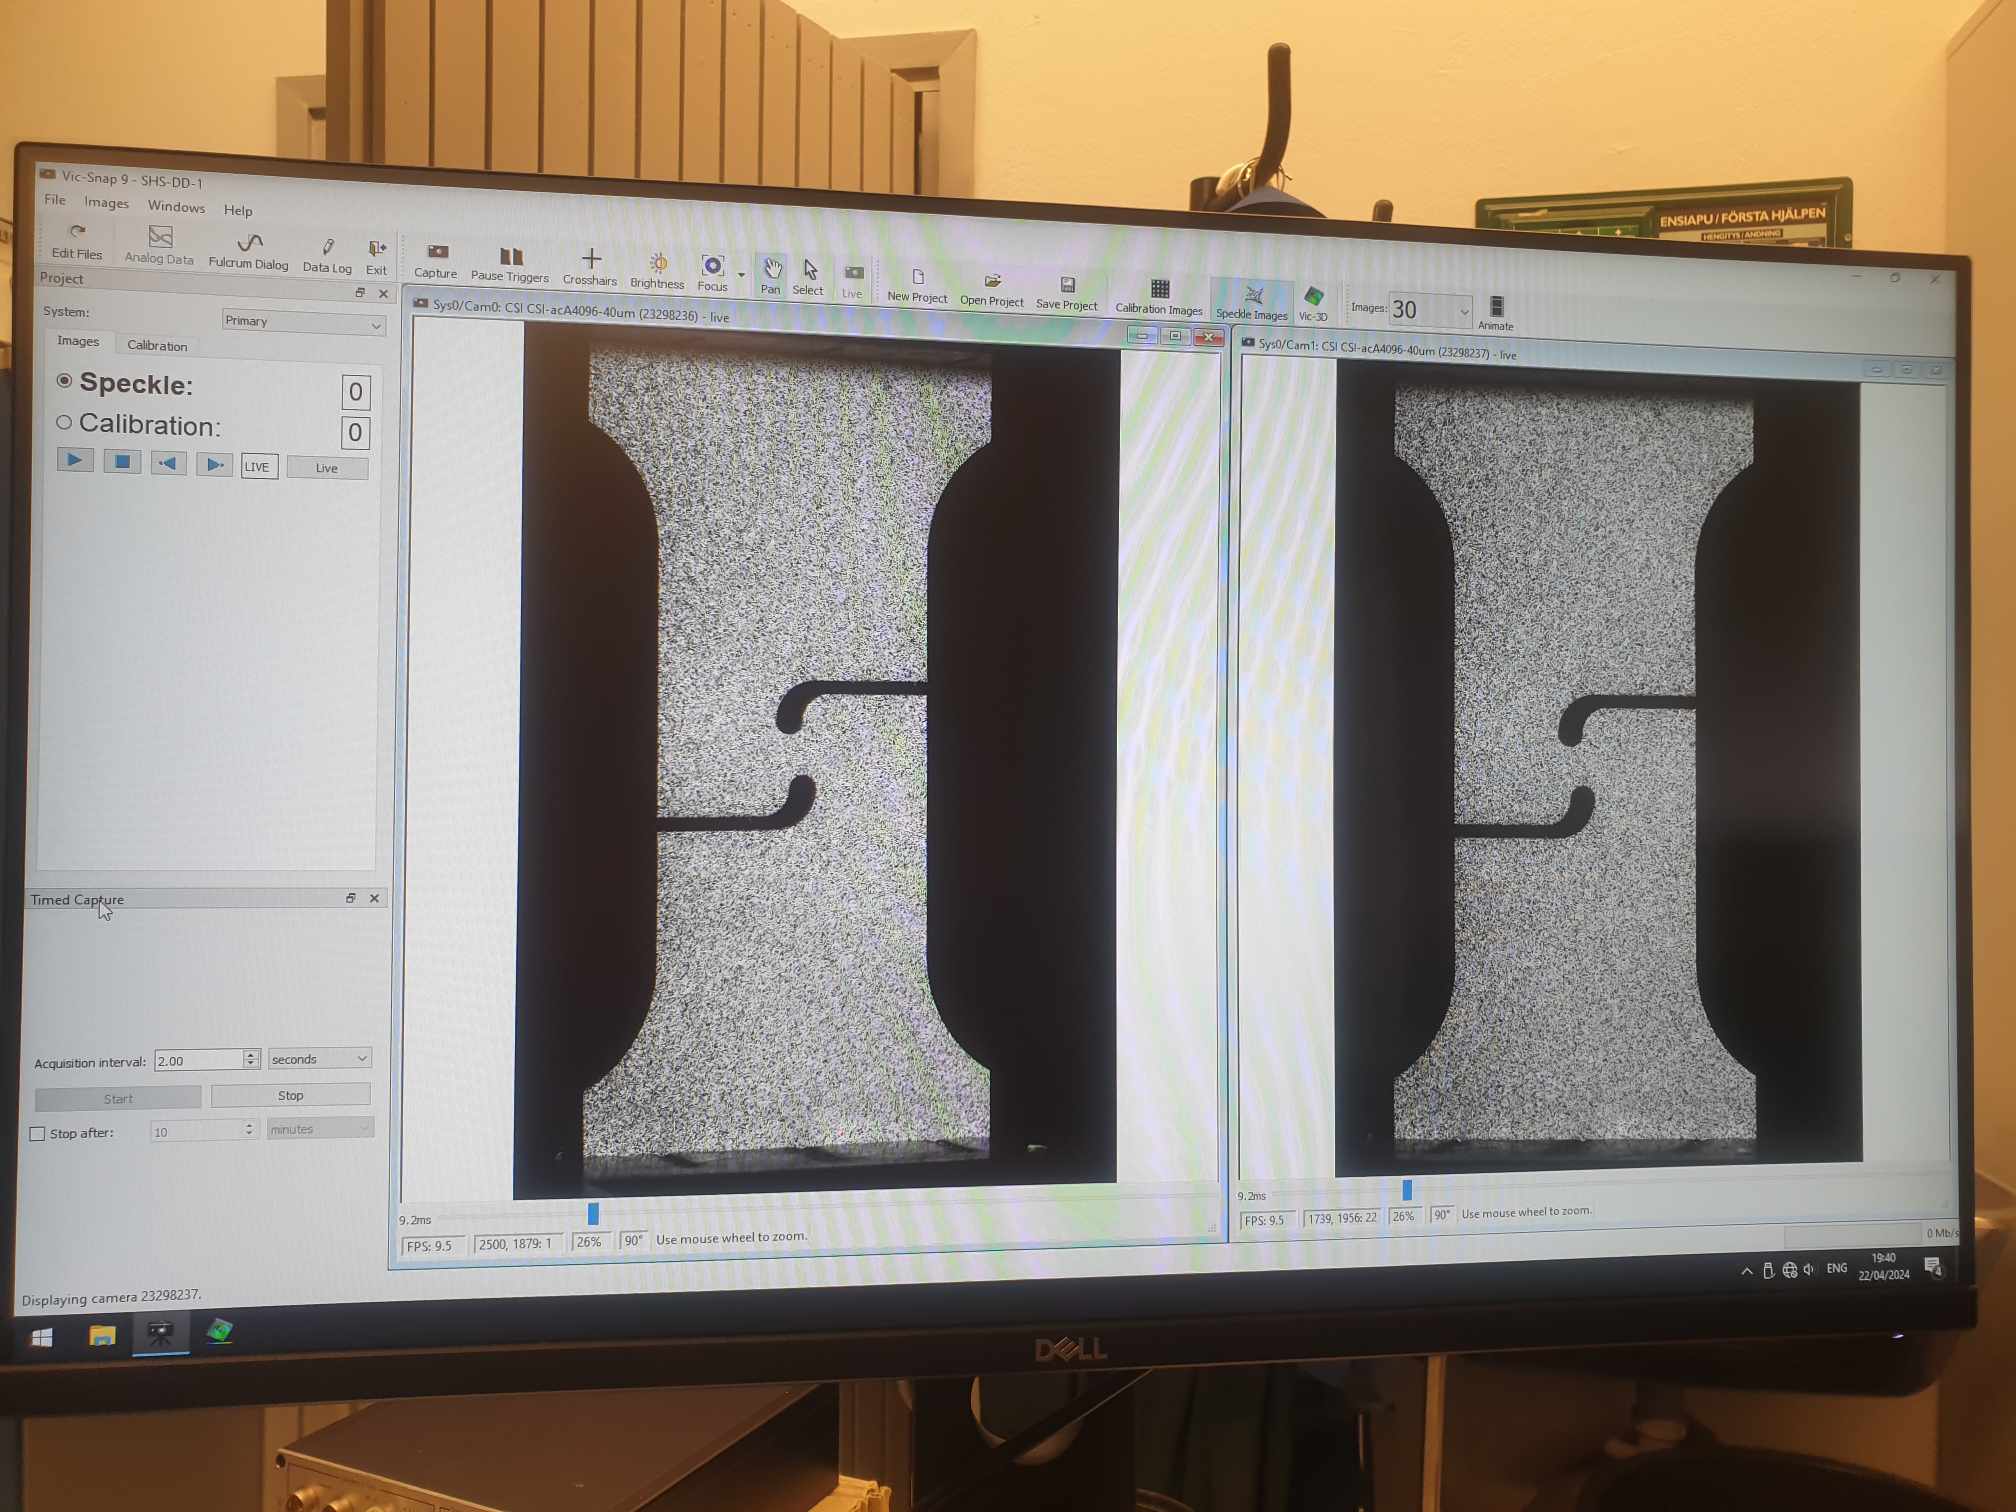 ENSIAPU / FÖRSTA HJÄLPEN
HENGITYS / ANDNING
Vic-Snap 9 - SHS-DD-1
File Images Windows Help
Edit Files Analog Data Fulcrum Dialog Data Log Exit Capture Pause Triggers Crosshairs Brightness Focus Pan Select Live New Project Open Project Save Project Calibration Images Speckle Images Vic-3D Images: 30 Animate
Project
System: Primary
Images Calibration
Speckle: 0
Calibration: 0
LIVE Live
Timed Capture
Acquisition interval: 2.00 seconds
Start Stop
Stop after: 10 minutes
Displaying camera 23298237.
Sys0/Cam0: CSI CSI-acA4096-40um (23298236) - live
9.2ms
FPS: 9.5 2500, 1879: 1 26% 90° Use mouse wheel to zoom.
Sys0/Cam1: CSI CSI-acA4096-40um (23298237) - live
9.2ms
FPS: 9.5 1739, 1956: 22 26% 90° Use mouse wheel to zoom.
0 Mb/s
ENG 19:40
22/04/2024
4
DELL